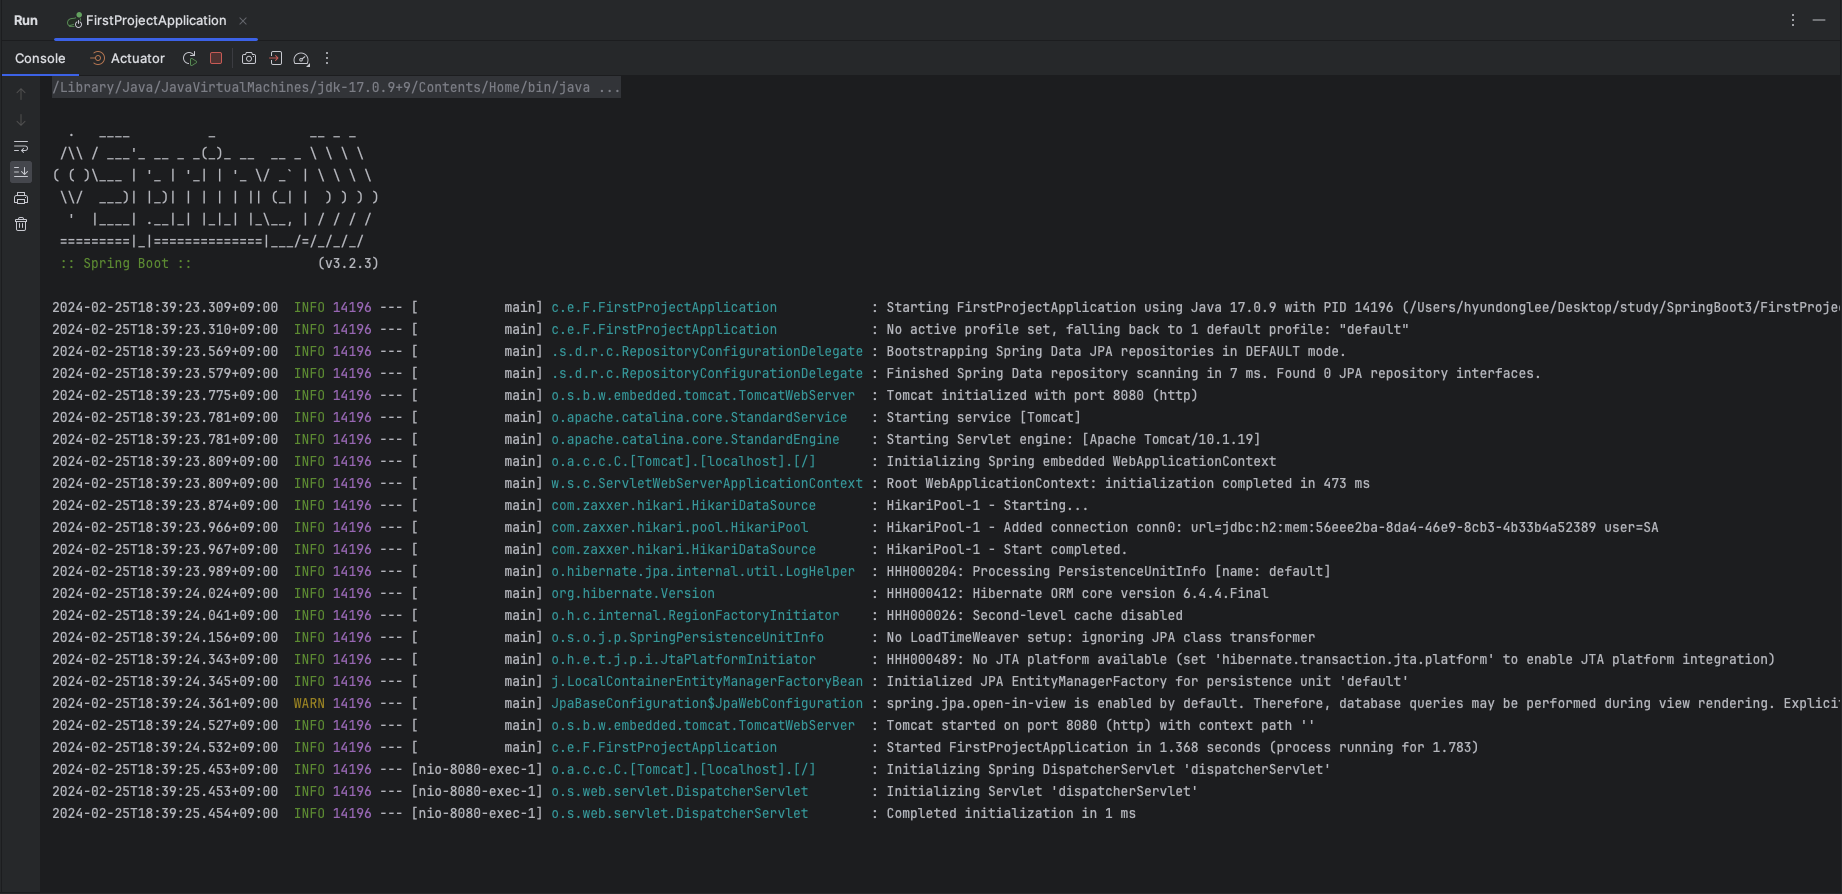 Run FirstProjectApplication
Console Actuator
/Library/Java/JavaVirtualMachines/jdk-17.0.9+9/Contents/Home/bin/java ...
  .   ____          _            __ _ _
 /\\ / ___'_ __ _ _(_)_ __  __ _ \ \ \ \
( ( )\___ | '_ | '_| | '_ \/ _` | \ \ \ \
 \\/  ___)| |_)| | | | | || (_| |  ) ) ) )
  '  |____| .__|_| |_|_| |_\__, | / / / /
 =========|_|==============|___/=/_/_/_/
 :: Spring Boot ::                (v3.2.3)
2024-02-25T18:39:23.309+09:00  INFO 14196 --- [           main] c.e.F.FirstProjectApplication            : Starting FirstProjectApplication using Java 17.0.9 with PID 14196 (/Users/hyundonglee/Desktop/study/SpringBoot3/FirstProje
2024-02-25T18:39:23.310+09:00  INFO 14196 --- [           main] c.e.F.FirstProjectApplication            : No active profile set, falling back to 1 default profile: "default"
2024-02-25T18:39:23.569+09:00  INFO 14196 --- [           main] .s.d.r.c.RepositoryConfigurationDelegate : Bootstrapping Spring Data JPA repositories in DEFAULT mode.
2024-02-25T18:39:23.579+09:00  INFO 14196 --- [           main] .s.d.r.c.RepositoryConfigurationDelegate : Finished Spring Data repository scanning in 7 ms. Found 0 JPA repository interfaces.
2024-02-25T18:39:23.775+09:00  INFO 14196 --- [           main] o.s.b.w.embedded.tomcat.TomcatWebServer  : Tomcat initialized with port 8080 (http)
2024-02-25T18:39:23.781+09:00  INFO 14196 --- [           main] o.apache.catalina.core.StandardService   : Starting service [Tomcat]
2024-02-25T18:39:23.781+09:00  INFO 14196 --- [           main] o.apache.catalina.core.StandardEngine    : Starting Servlet engine: [Apache Tomcat/10.1.19]
2024-02-25T18:39:23.809+09:00  INFO 14196 --- [           main] o.a.c.c.C.[Tomcat].[localhost].[/]       : Initializing Spring embedded WebApplicationContext
2024-02-25T18:39:23.809+09:00  INFO 14196 --- [           main] w.s.c.ServletWebServerApplicationContext : Root WebApplicationContext: initialization completed in 473 ms
2024-02-25T18:39:23.874+09:00  INFO 14196 --- [           main] com.zaxxer.hikari.HikariDataSource       : HikariPool-1 - Starting...
2024-02-25T18:39:23.966+09:00  INFO 14196 --- [           main] com.zaxxer.hikari.pool.HikariPool        : HikariPool-1 - Added connection conn0: url=jdbc:h2:mem:56eee2ba-8da4-46e9-8cb3-4b33b4a52389 user=SA
2024-02-25T18:39:23.967+09:00  INFO 14196 --- [           main] com.zaxxer.hikari.HikariDataSource       : HikariPool-1 - Start completed.
2024-02-25T18:39:23.989+09:00  INFO 14196 --- [           main] o.hibernate.jpa.internal.util.LogHelper  : HHH000204: Processing PersistenceUnitInfo [name: default]
2024-02-25T18:39:24.024+09:00  INFO 14196 --- [           main] org.hibernate.Version                    : HHH000412: Hibernate ORM core version 6.4.4.Final
2024-02-25T18:39:24.041+09:00  INFO 14196 --- [           main] o.h.c.internal.RegionFactoryInitiator    : HHH000026: Second-level cache disabled
2024-02-25T18:39:24.156+09:00  INFO 14196 --- [           main] o.s.o.j.p.SpringPersistenceUnitInfo      : No LoadTimeWeaver setup: ignoring JPA class transformer
2024-02-25T18:39:24.343+09:00  INFO 14196 --- [           main] o.h.e.t.j.p.i.JtaPlatformInitiator       : HHH000489: No JTA platform available (set 'hibernate.transaction.jta.platform' to enable JTA platform integration)
2024-02-25T18:39:24.345+09:00  INFO 14196 --- [           main] j.LocalContainerEntityManagerFactoryBean : Initialized JPA EntityManagerFactory for persistence unit 'default'
2024-02-25T18:39:24.361+09:00  WARN 14196 --- [           main] JpaBaseConfiguration$JpaWebConfiguration : spring.jpa.open-in-view is enabled by default. Therefore, database queries may be performed during view rendering. Explici
2024-02-25T18:39:24.527+09:00  INFO 14196 --- [           main] o.s.b.w.embedded.tomcat.TomcatWebServer  : Tomcat started on port 8080 (http) with context path ''
2024-02-25T18:39:24.532+09:00  INFO 14196 --- [           main] c.e.F.FirstProjectApplication            : Started FirstProjectApplication in 1.368 seconds (process running for 1.783)
2024-02-25T18:39:25.453+09:00  INFO 14196 --- [nio-8080-exec-1] o.a.c.c.C.[Tomcat].[localhost].[/]       : Initializing Spring DispatcherServlet 'dispatcherServlet'
2024-02-25T18:39:25.453+09:00  INFO 14196 --- [nio-8080-exec-1] o.s.web.servlet.DispatcherServlet        : Initializing Servlet 'dispatcherServlet'
2024-02-25T18:39:25.454+09:00  INFO 14196 --- [nio-8080-exec-1] o.s.web.servlet.DispatcherServlet        : Completed initialization in 1 ms